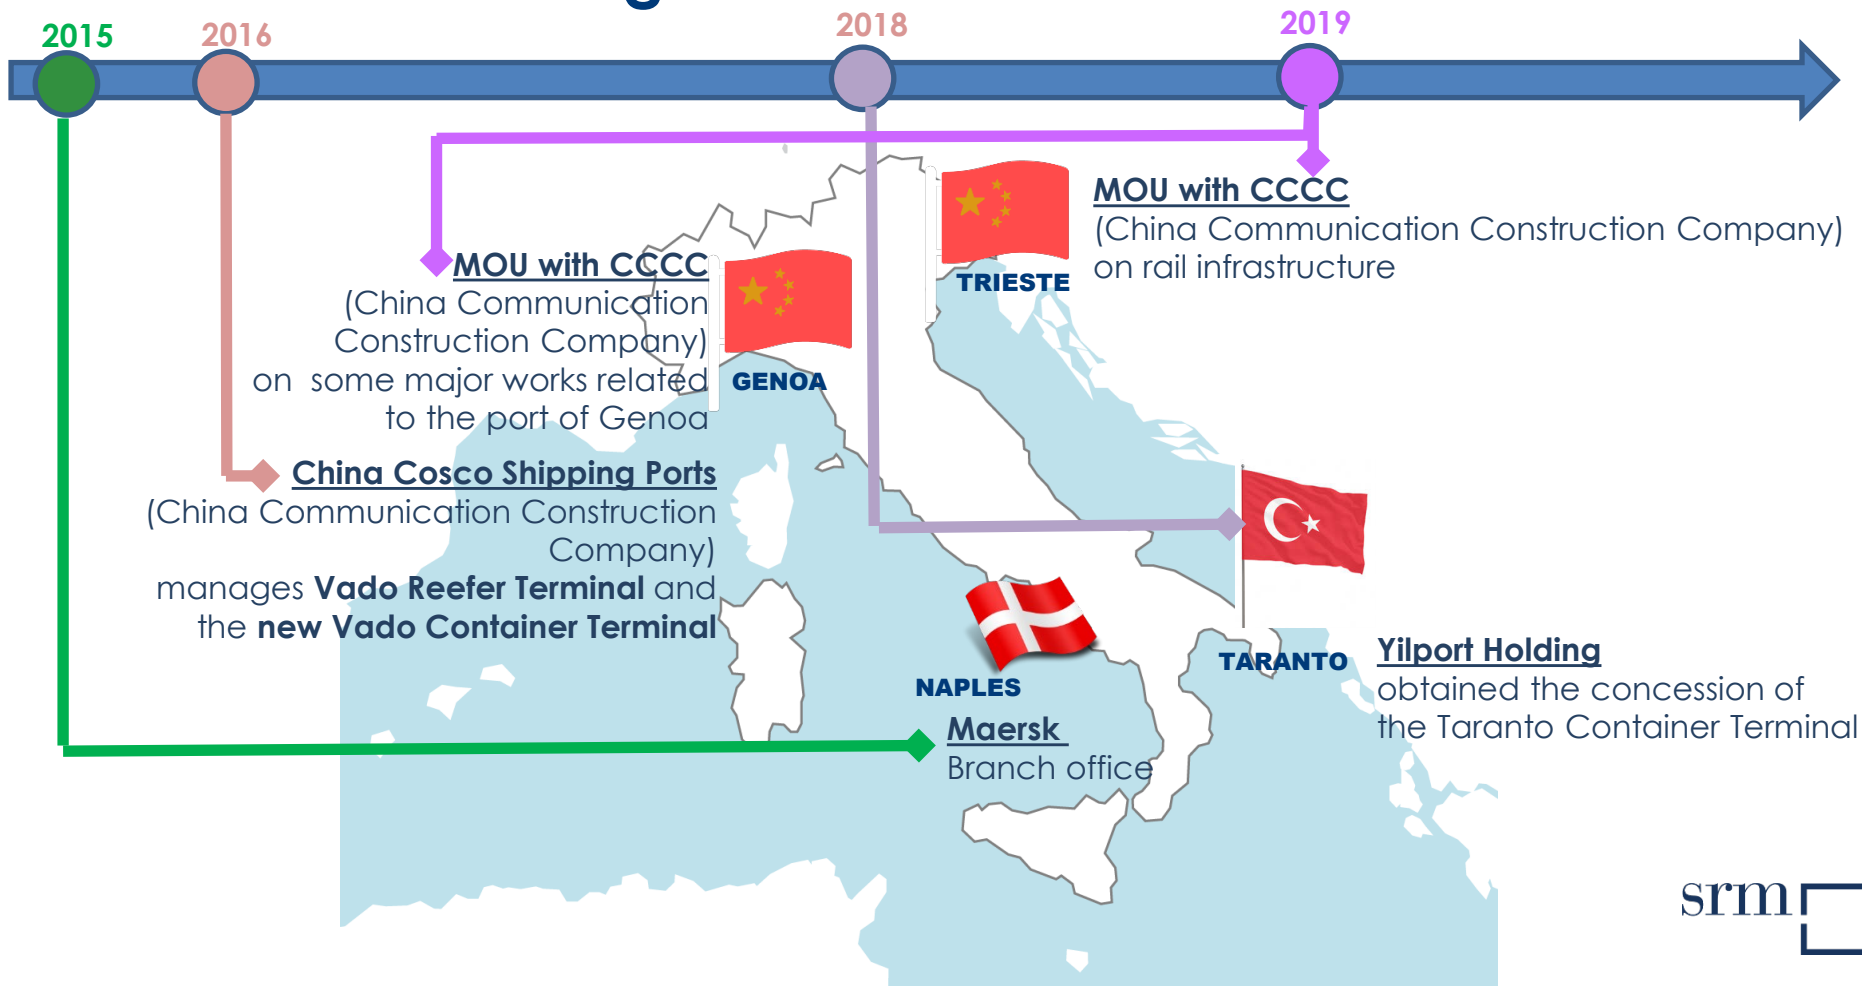 2015
2016
2018
2019
MOU with CCCC
(China Communication Construction Company)
on rail infrastructure
TRIESTE
MOU with CCCC
(China Communication
Construction Company)
on some major works related
to the port of Genoa
GENOA
China Cosco Shipping Ports
(China Communication Construction
Company)
manages Vado Reefer Terminal and
the new Vado Container Terminal
NAPLES
Maersk
Branch office
TARANTO
Yilport Holding
obtained the concession of
the Taranto Container Terminal
srm